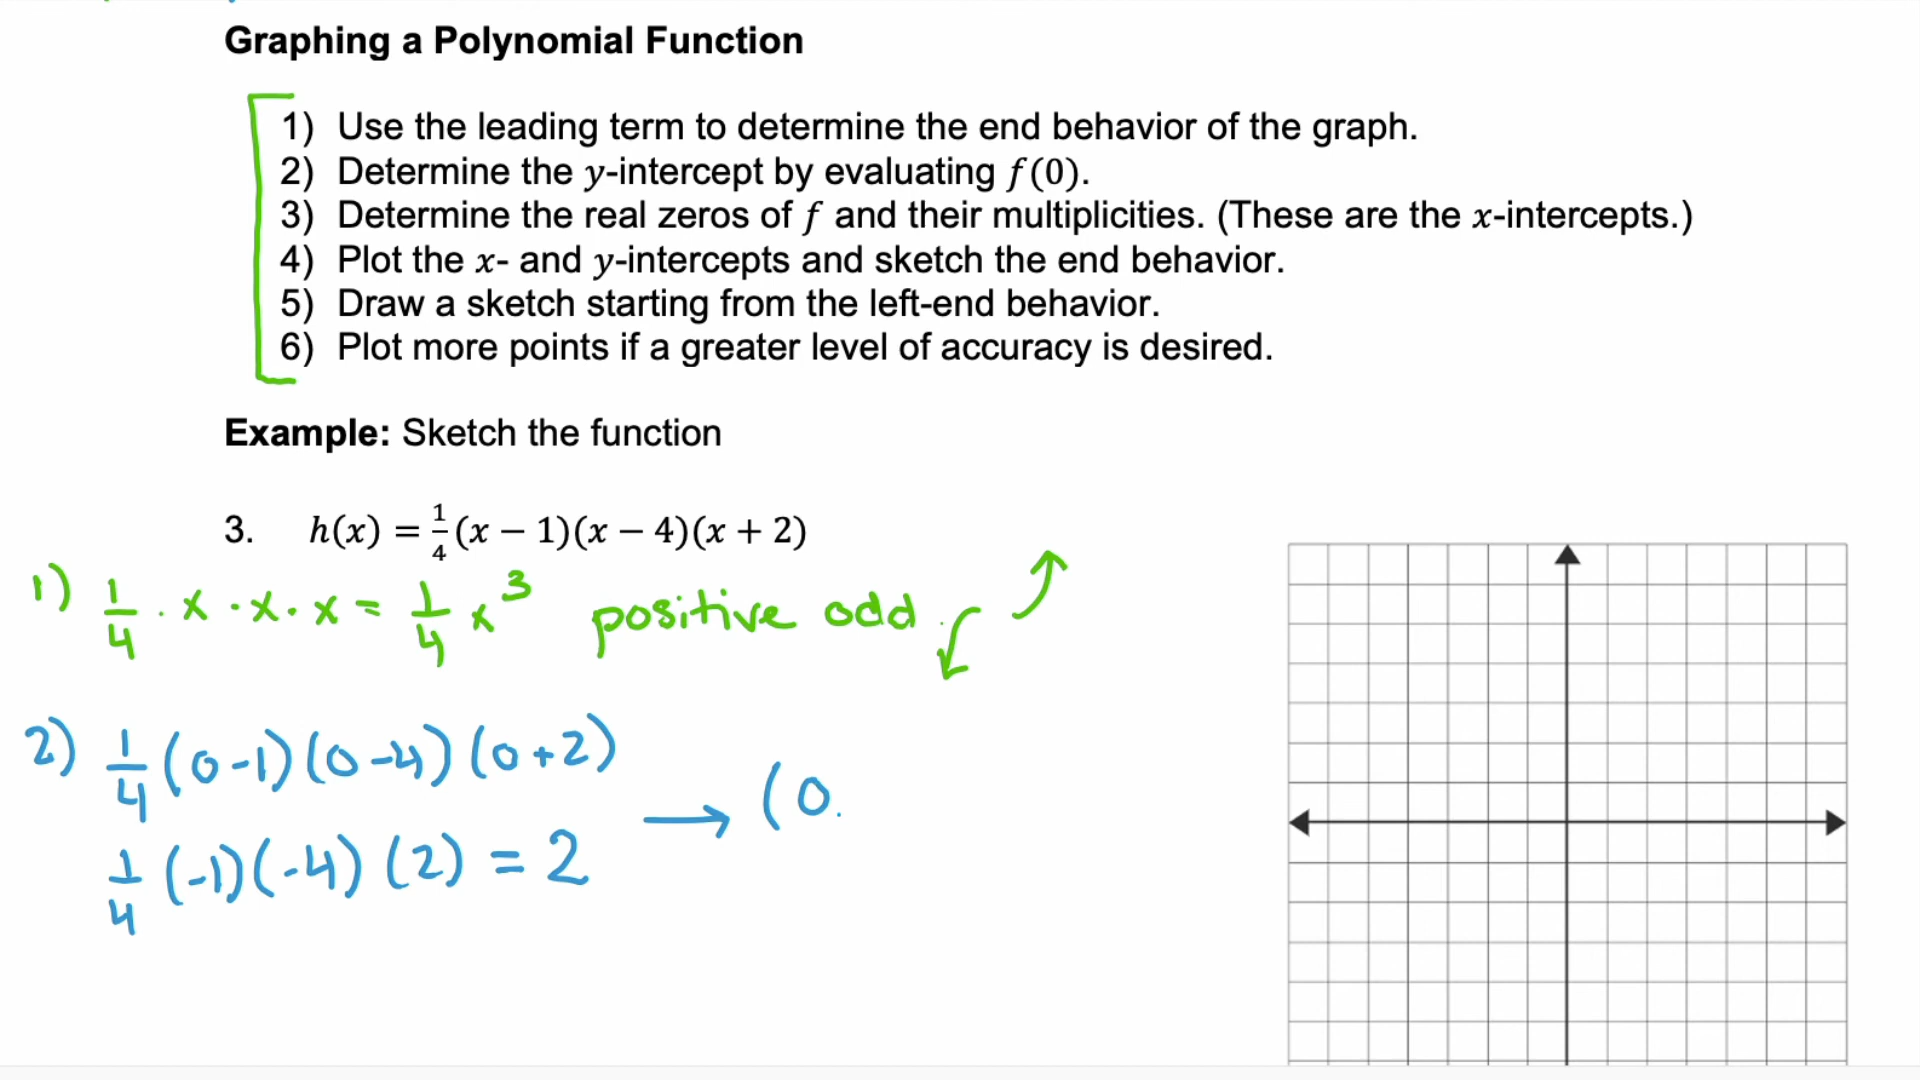 Graphing a Polynomial Function
1) Use the leading term to determine the end behavior of the graph.
2) Determine the y-intercept by evaluating f(0).
3) Determine the real zeros of f and their multiplicities. (These are the x-intercepts.)
4) Plot the x- and y-intercepts and sketch the end behavior.
5) Draw a sketch starting from the left-end behavior.
6) Plot more points if a greater level of accuracy is desired.
Example: Sketch the function
3. h(x) = 1/4 (x − 1)(x − 4)(x + 2)
1) 1/4 · x · x · x = 1/4 x³ positive odd
2) 1/4 (0-1)(0-4)(0+2)
1/4 (-1)(-4)(2) = 2 → (0.